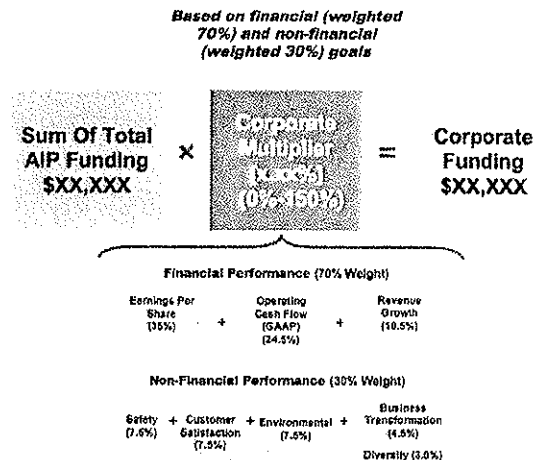 Based on financial (weighted
70%) and non-financial
(weighted 30%) goals
Sum Of Total
AIP Funding
$XX,XXX
×
Corporate
Multiplier
(X.XX%)
(0%-150%)
=
Corporate
Funding
$XX,XXX
Financial Performance (70% Weight)
Earnings Per
Share
(35%)
+
Operating
Cash Flow
(GAAP)
(24.5%)
+
Revenue
Growth
(10.5%)
Non-Financial Performance (30% Weight)
Safety
(7.5%)
+
Customer
Satisfaction
(7.5%)
+
Environmental
(7.5%)
+
Business
Transformation
(4.5%)
Diversity (3.0%)